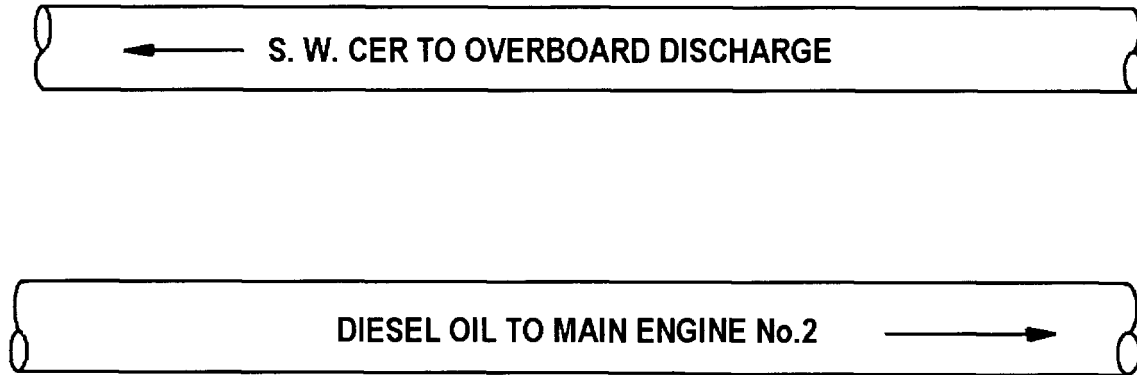 S. W. CER TO OVERBOARD DISCHARGE
DIESEL OIL TO MAIN ENGINE No.2